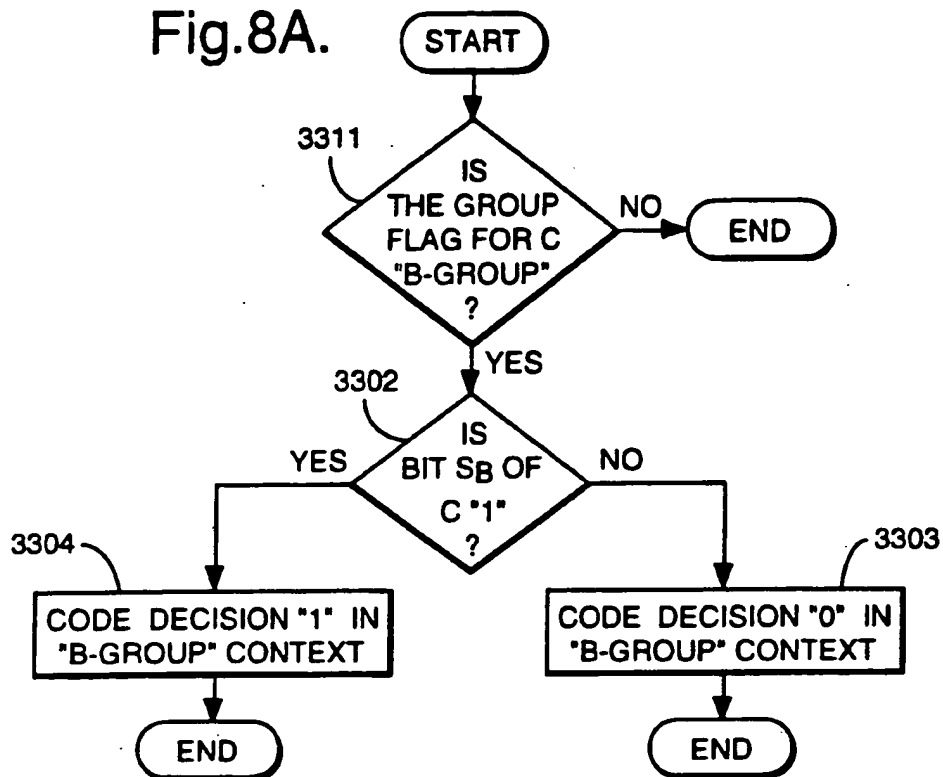 Fig.8A.
START
3311
IS
THE GROUP
FLAG FOR C
"B-GROUP"
?
NO
END
YES
3302
IS
BIT SB OF
C "1"
?
YES
NO
3304
3303
CODE DECISION "1" IN
"B-GROUP" CONTEXT
CODE DECISION "0" IN
"B-GROUP" CONTEXT
END
END